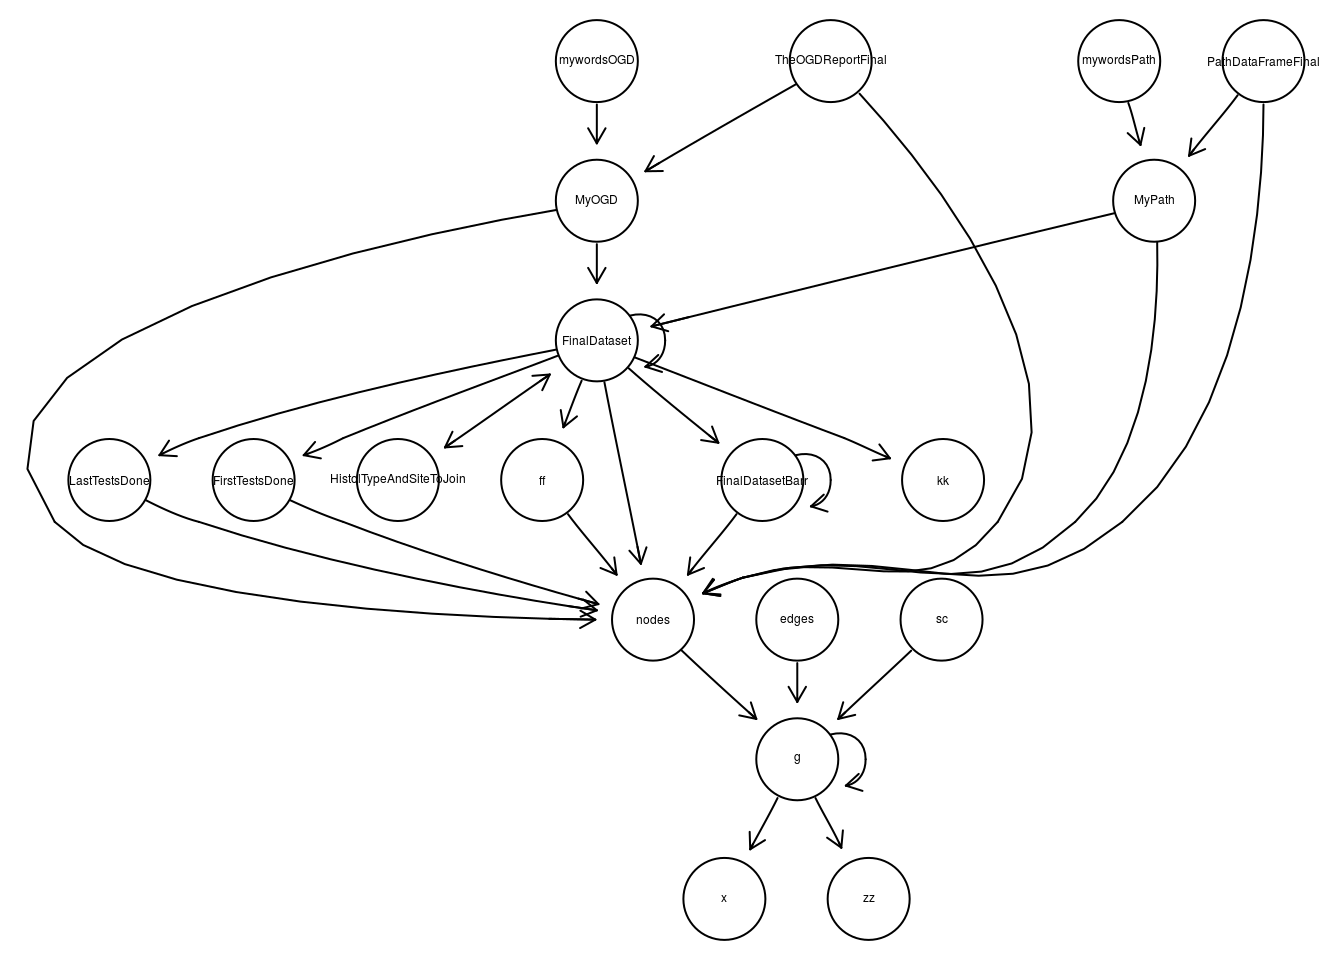 mywordsOGD
TheOGDReportFinal
mywordsPath
PathDataFrameFinal
MyOGD
MyPath
FinalDataset
LastTestsDone
FirstTestsDone
HistolTypeAndSiteToJoin
ff
FinalDatasetBarr
kk
nodes
edges
sc
g
x
zz